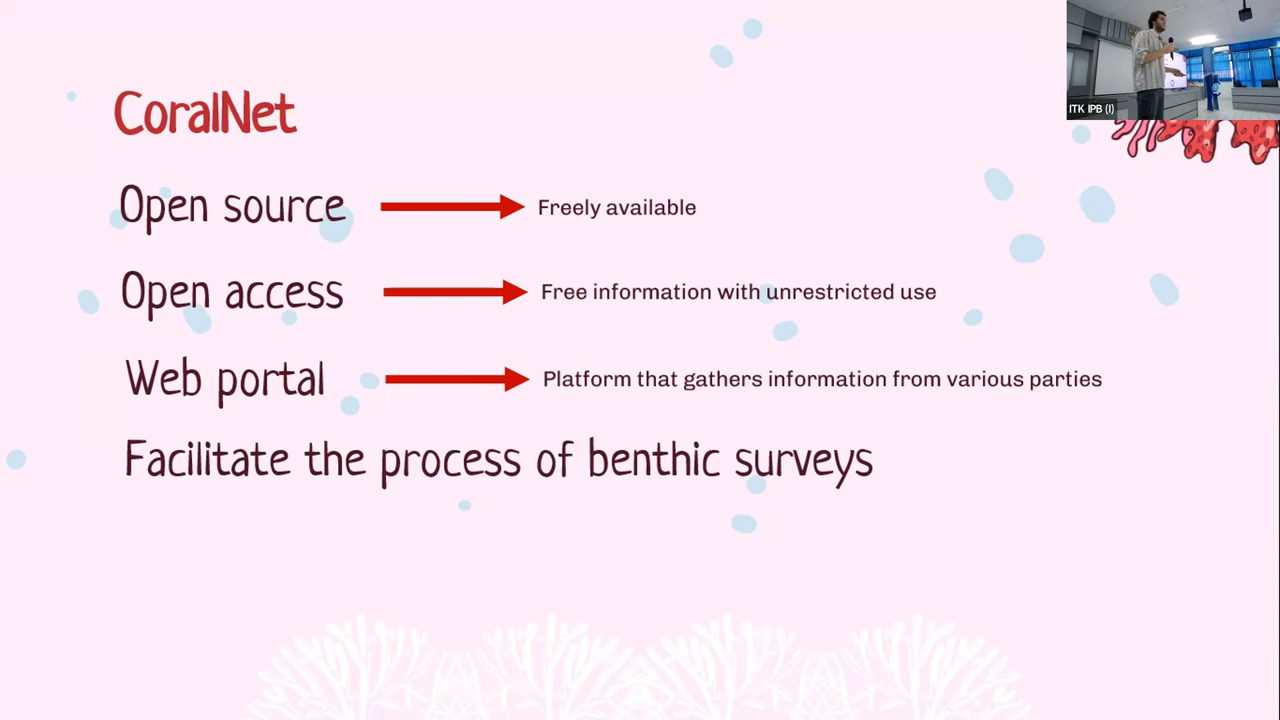 CoralNet
Open source
Freely available
Open access
Free information with unrestricted use
Web portal
Platform that gathers information from various parties
Facilitate the process of benthic surveys
ITK IPB (I)